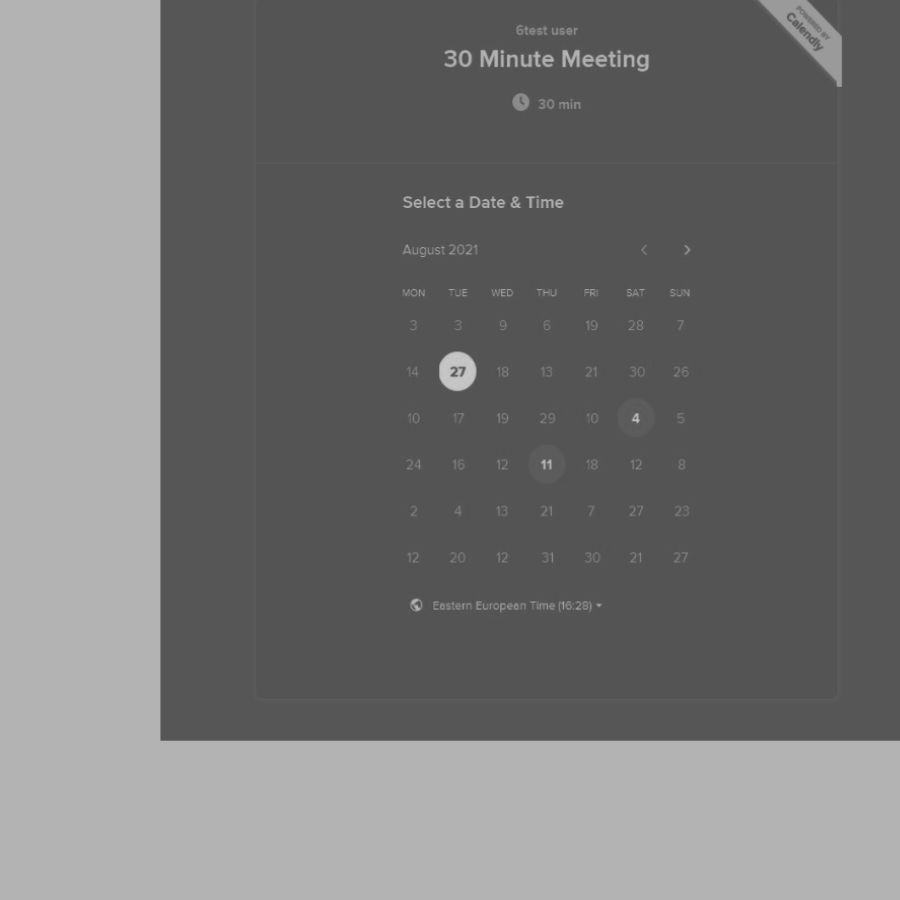 POWERED BY
Calendly
6test user
30 Minute Meeting
30 min
Select a Date & Time
August 2021
MON TUE WED THU FRI SAT SUN
3 3 9 6 19 28 7
14 27 18 13 21 30 26
10 17 19 29 10 4 5
24 16 12 11 18 12 8
2 4 13 21 7 27 23
12 20 12 31 30 21 27
Eastern European Time (16:28)